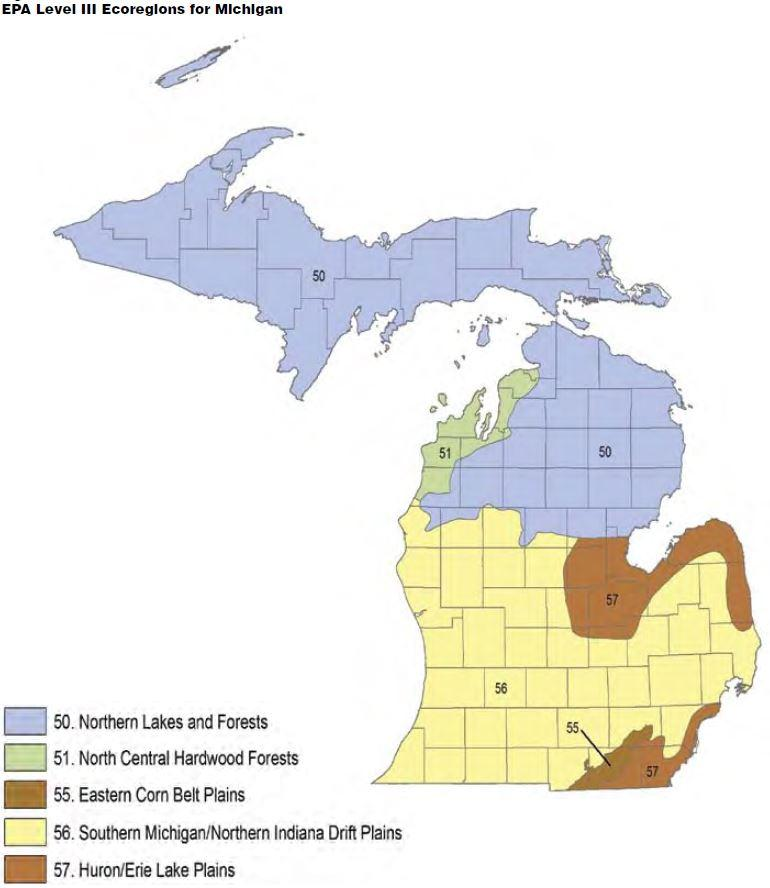 EPA Level III Ecoregions for Michigan
50
51
50
57
56
55
57
50. Northern Lakes and Forests
51. North Central Hardwood Forests
55. Eastern Corn Belt Plains
56. Southern Michigan/Northern Indiana Drift Plains
57. Huron/Erie Lake Plains